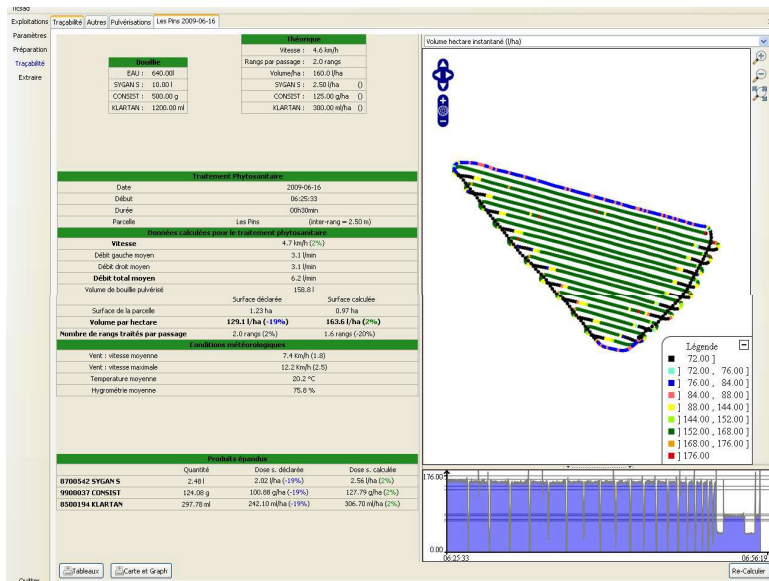 Exploitations
Paramètres
Préparation
Traçabilité
Extraire
Traçabilité Autres Pulvérisations Les Pins 2009-06-16
Bouillie
EAU : 640.00l
SYGAN S : 10.00 l
CONSIST : 500.00 g
KLARTAN : 1200.00 ml
Théorique
Vitesse : 4.6 km/h
Rangs par passage : 2.0 rangs
Volume/ha : 160.0 l/ha
SYGAN S : 2.50 l/ha ()
CONSIST : 125.00 g/ha ()
KLARTAN : 300.00 ml/ha ()
Traitement Phytosanitaire
Date 2009-06-16
Début 06:25:33
Durée 00h30min
Parcelle Les Pins (inter-rang = 2.50 m)
Données calculées pour le traitement phytosanitaire
Vitesse 4.7 km/h (2%)
Débit gauche moyen 3.1 l/min
Débit droit moyen 3.1 l/min
Débit total moyen 6.2 l/min
Volume de bouillie pulvérisé 158.8 l
Surface déclarée Surface calculée
Surface de la parcelle 1.23 ha 0.97 ha
Volume par hectare 129.1 l/ha (-19%) 163.6 l/ha (2%)
Nombre de rangs traités par passage 2.0 rangs (2%) 1.6 rangs (-20%)
Conditions météorologiques
Vent : vitesse moyenne 7.4 Km/h (1.8)
Vent : vitesse maximale 12.2 Km/h (2.5)
Temperature moyenne 20.2 °C
Hygrométrie moyenne 75.8 %
Produits épandus
Quantité Dose s. déclarée Dose s. calculée
8700542 SYGAN S 2.48 l 2.02 l/ha (-19%) 2.56 l/ha (2%)
9900037 CONSIST 124.08 g 100.88 g/ha (-19%) 127.79 g/ha (2%)
8500194 KLARTAN 297.78 ml 242.10 ml/ha (-19%) 306.70 ml/ha (2%)
Tableaux Carte et Graph
Volume hectare instantané (l/ha)
Légende
72.00 ]
] 72.00 , 76.00 ]
] 76.00 , 84.00 ]
] 84.00 , 88.00 ]
] 88.00 , 144.00 ]
] 144.00 , 152.00 ]
] 152.00 , 168.00 ]
] 168.00 , 176.00 ]
] 176.00
176.00
0.00
06:25:33 06:56:19
Re-Calculer